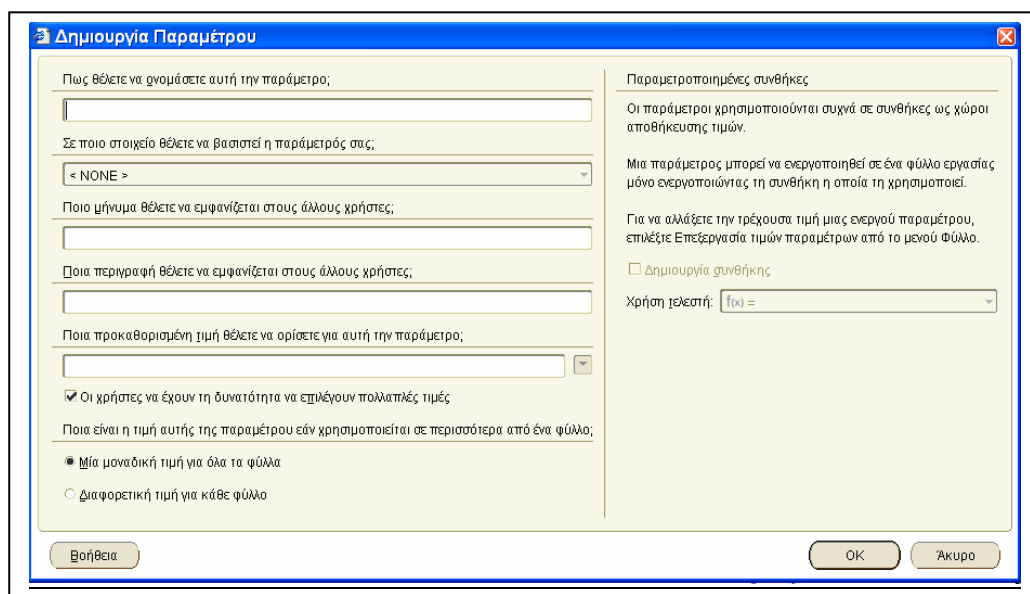 Δημιουργία Παραμέτρου
Πως θέλετε να ονομάσετε αυτή την παράμετρο;
Σε ποιο στοιχείο θέλετε να βασιστεί η παράμετρός σας;
< NONE >
Ποιο μήνυμα θέλετε να εμφανίζεται στους άλλους χρήστες;
Ποια περιγραφή θέλετε να εμφανίζεται στους άλλους χρήστες;
Ποια προκαθορισμένη τιμή θέλετε να ορίσετε για αυτή την παράμετρο;
Οι χρήστες να έχουν τη δυνατότητα να επιλέγουν πολλαπλές τιμές
Ποια είναι η τιμή αυτής της παραμέτρου εάν χρησιμοποιείται σε περισσότερα από ένα φύλλο;
Μία μοναδική τιμή για όλα τα φύλλα
Διαφορετική τιμή για κάθε φύλλο
Παραμετροποιημένες συνθήκες
Οι παράμετροι χρησιμοποιούνται συχνά σε συνθήκες ως χώροι
αποθήκευσης τιμών.
Μια παράμετρος μπορεί να ενεργοποιηθεί σε ένα φύλλο εργασίας
μόνο ενεργοποιώντας τη συνθήκη η οποία τη χρησιμοποιεί.
Για να αλλάξετε την τρέχουσα τιμή μιας ενεργού παραμέτρου,
επιλέξτε Επεξεργασία τιμών παραμέτρων από το μενού Φύλλο.
Δημιουργία συνθήκης
Χρήση τελεστή: f(x) =
Βοήθεια
OK
Άκυρο